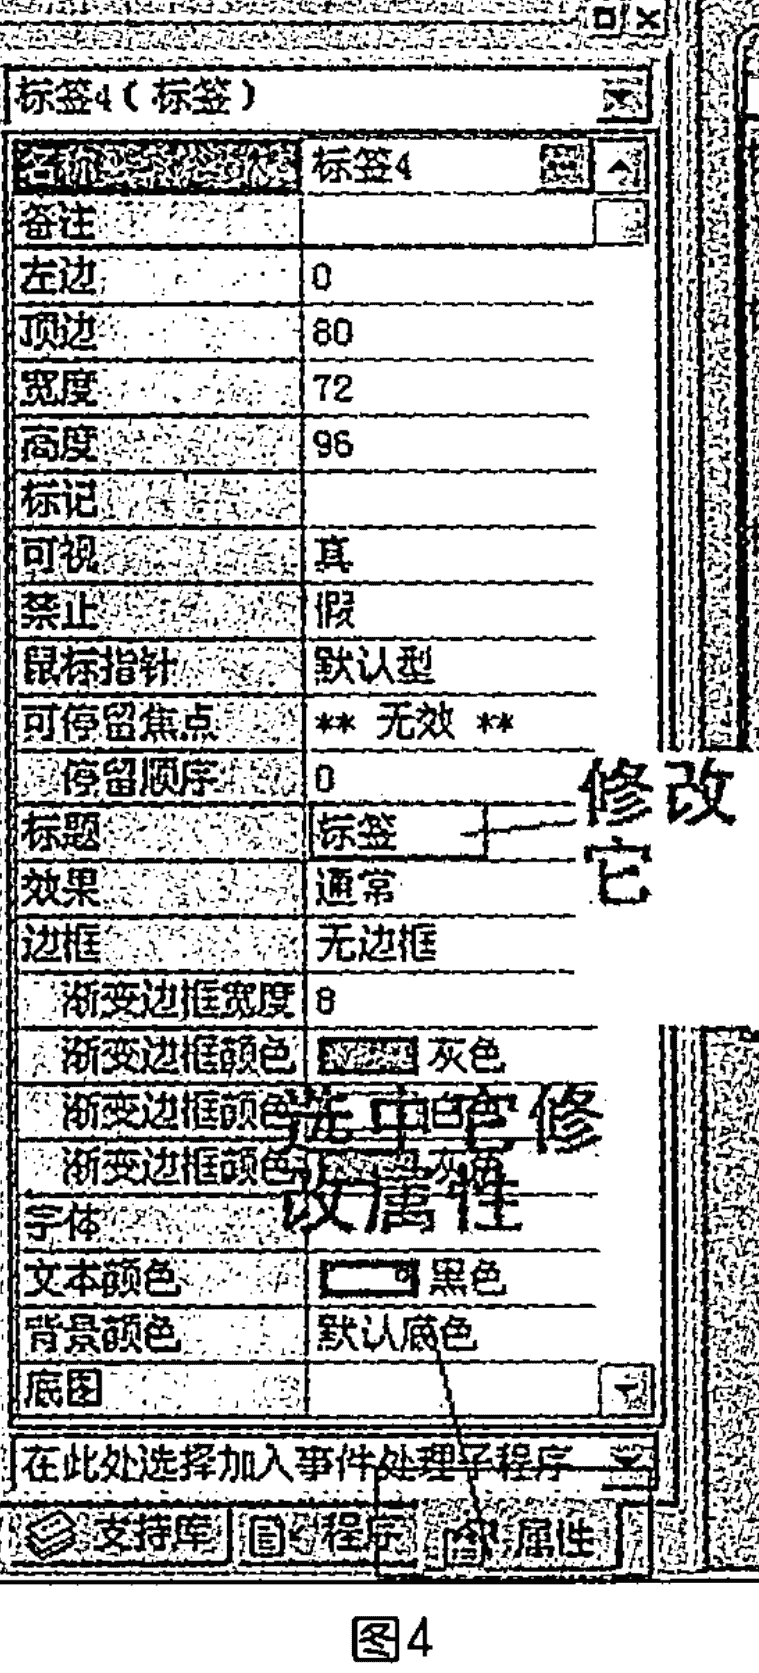 标签4（标签）
名称 标签4
备注
左边 0
顶边 80
宽度 72
高度 96
标记
可视 真
禁止 假
鼠标指针 默认型
可停留焦点 ** 无效 **
停留顺序 0
标题 标签
修改
它
效果 通常
边框 无边框
渐变边框宽度 8
渐变边框颜色 灰色
渐变边框颜色 白色
选中它修
渐变边框颜色 灰色
改属性
字体
文本颜色 黑色
背景颜色 默认底色
底图
在此处选择加入事件处理子程序
支持库 程序 属性
图4